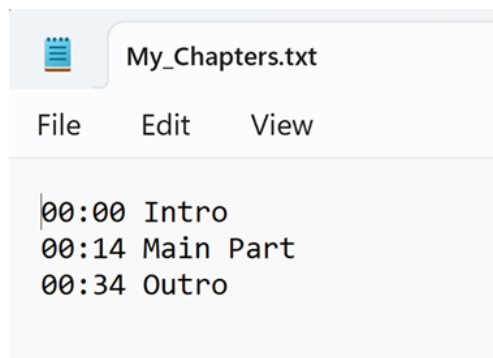 My_Chapters.txt
File Edit View
00:00 Intro
00:14 Main Part
00:34 Outro